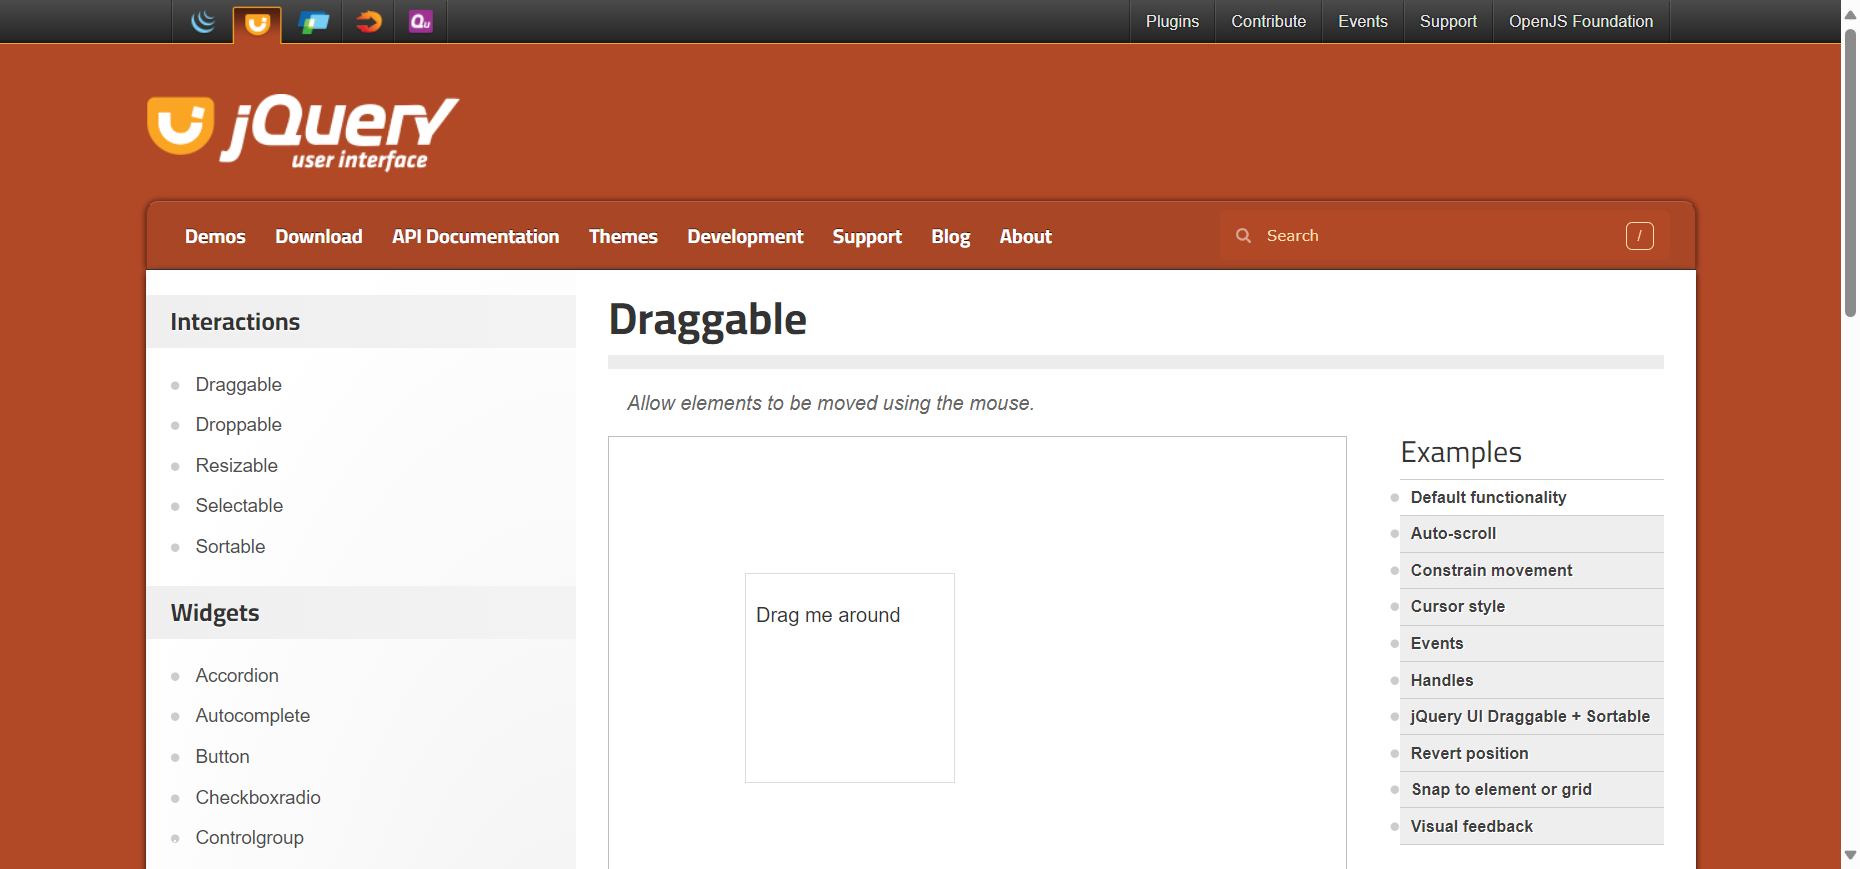 Qu
Plugins Contribute Events Support OpenJS Foundation
jQuery
user interface
Demos Download API Documentation Themes Development Support Blog About Search /
Interactions
Draggable
Droppable
Resizable
Selectable
Sortable
Widgets
Accordion
Autocomplete
Button
Checkboxradio
Controlgroup
Draggable
Allow elements to be moved using the mouse.
Drag me around
Examples
Default functionality
Auto-scroll
Constrain movement
Cursor style
Events
Handles
jQuery UI Draggable + Sortable
Revert position
Snap to element or grid
Visual feedback